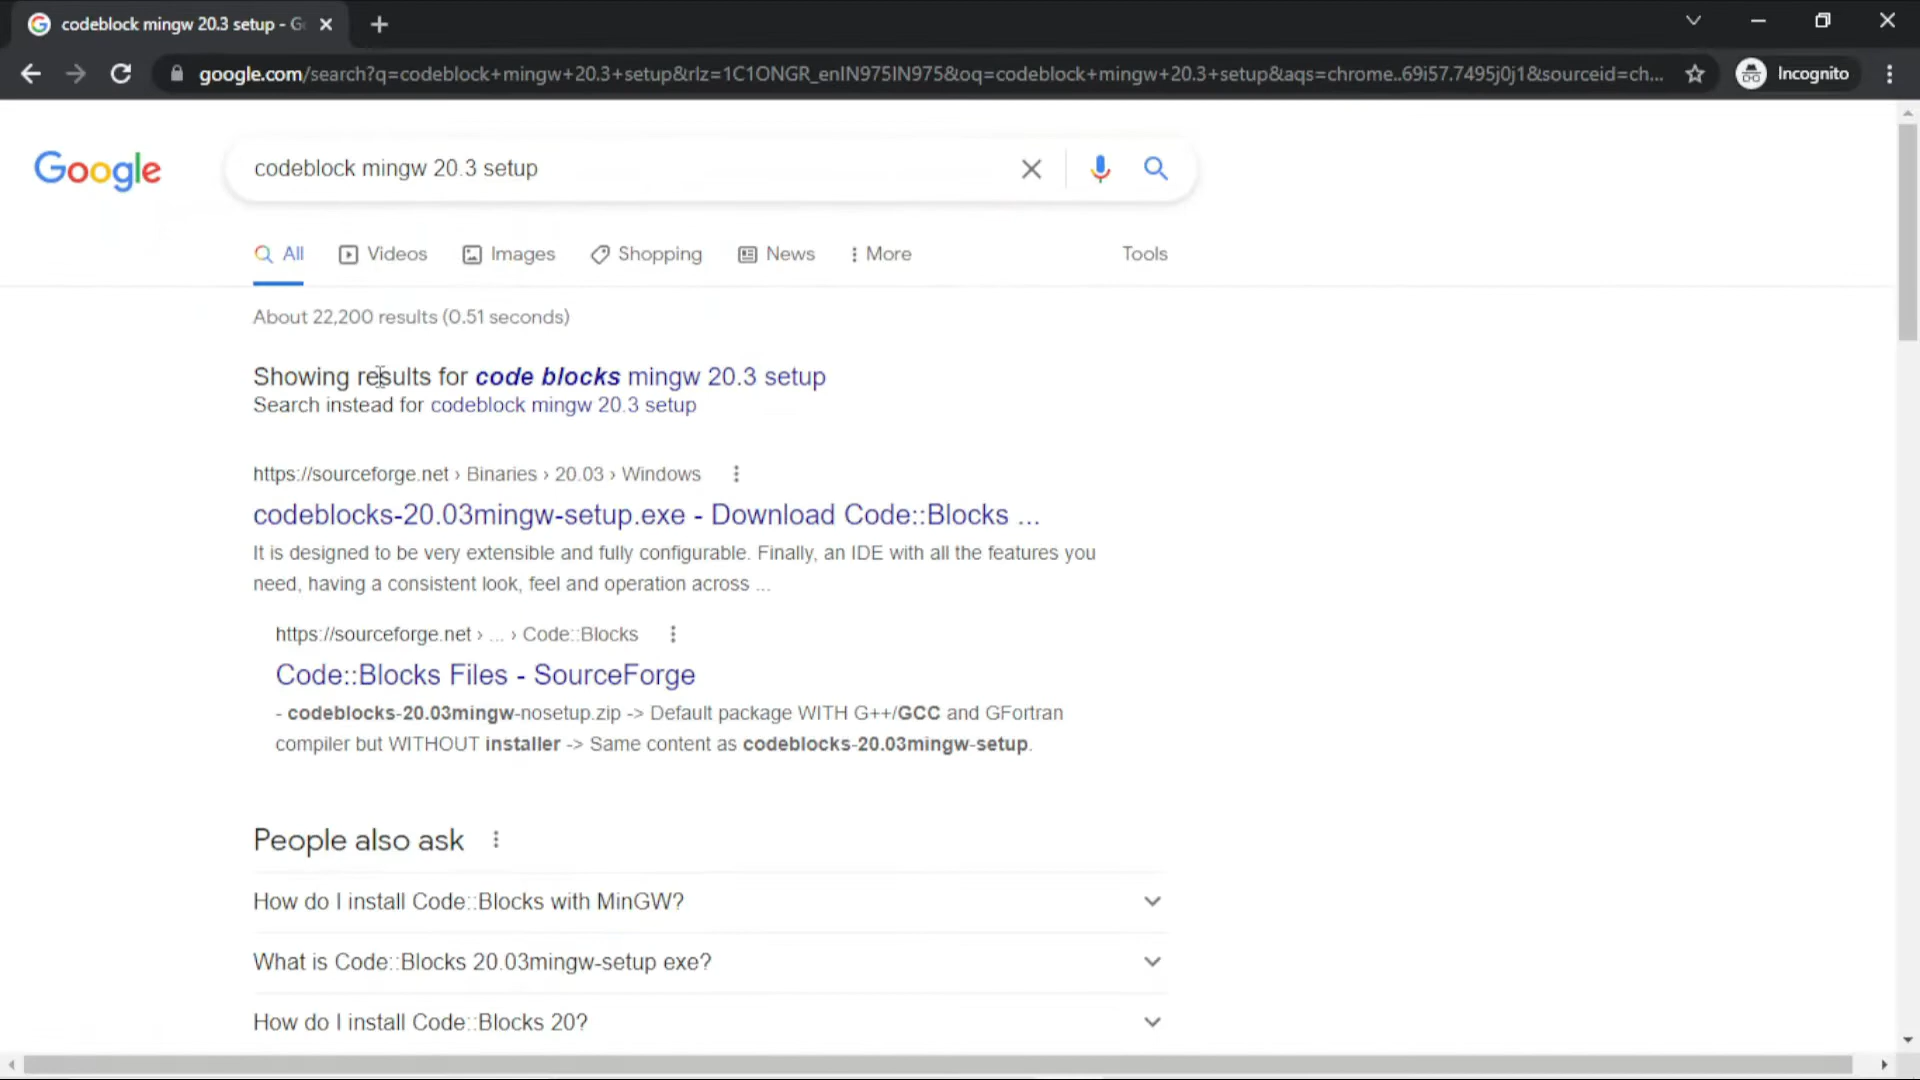 codeblock mingw 20.3 setup - G
google.com/search?q=codeblock+mingw+20.3+setup&rlz=1C1ONGR_enIN975IN975&oq=codeblock+mingw+20.3+setup&aqs=chrome..69i57.7495j0j1&sourceid=ch...
Incognito
Google
codeblock mingw 20.3 setup
All
Videos
Images
Shopping
News
More
Tools
About 22,200 results (0.51 seconds)
Showing results for code blocks mingw 20.3 setup
Search instead for codeblock mingw 20.3 setup
https://sourceforge.net › Binaries › 20.03 › Windows
codeblocks-20.03mingw-setup.exe - Download Code::Blocks ...
It is designed to be very extensible and fully configurable. Finally, an IDE with all the features you
need, having a consistent look, feel and operation across ...
https://sourceforge.net › ... › Code::Blocks
Code::Blocks Files - SourceForge
- codeblocks-20.03mingw-nosetup.zip -> Default package WITH G++/GCC and GFortran
compiler but WITHOUT installer -> Same content as codeblocks-20.03mingw-setup.
People also ask
How do I install Code::Blocks with MinGW?
What is Code::Blocks 20.03mingw-setup exe?
How do I install Code::Blocks 20?